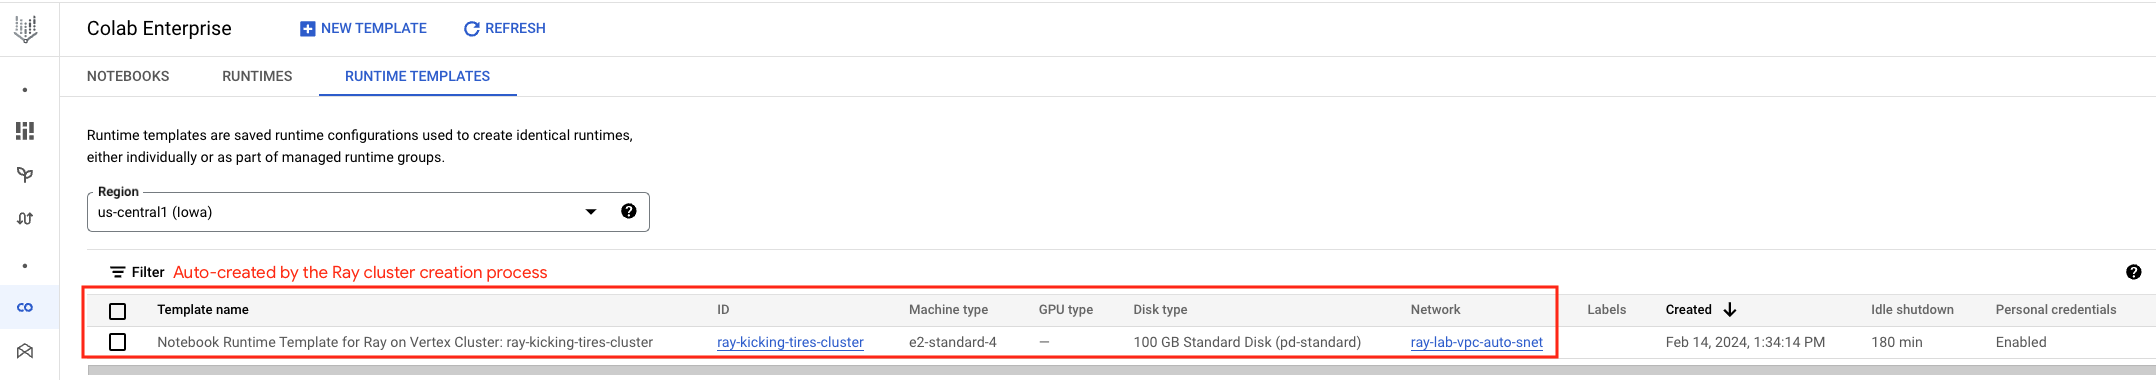 Colab Enterprise NEW TEMPLATE REFRESH
NOTEBOOKS RUNTIMES RUNTIME TEMPLATES
Runtime templates are saved runtime configurations used to create identical runtimes,
either individually or as part of managed runtime groups.
Region
us-central1 (Iowa)
Filter Auto-created by the Ray cluster creation process
Template name ID Machine type GPU type Disk type Network Labels Created Idle shutdown Personal credentials
Notebook Runtime Template for Ray on Vertex Cluster: ray-kicking-tires-cluster ray-kicking-tires-cluster e2-standard-4 — 100 GB Standard Disk (pd-standard) ray-lab-vpc-auto-snet Feb 14, 2024, 1:34:14 PM 180 min Enabled